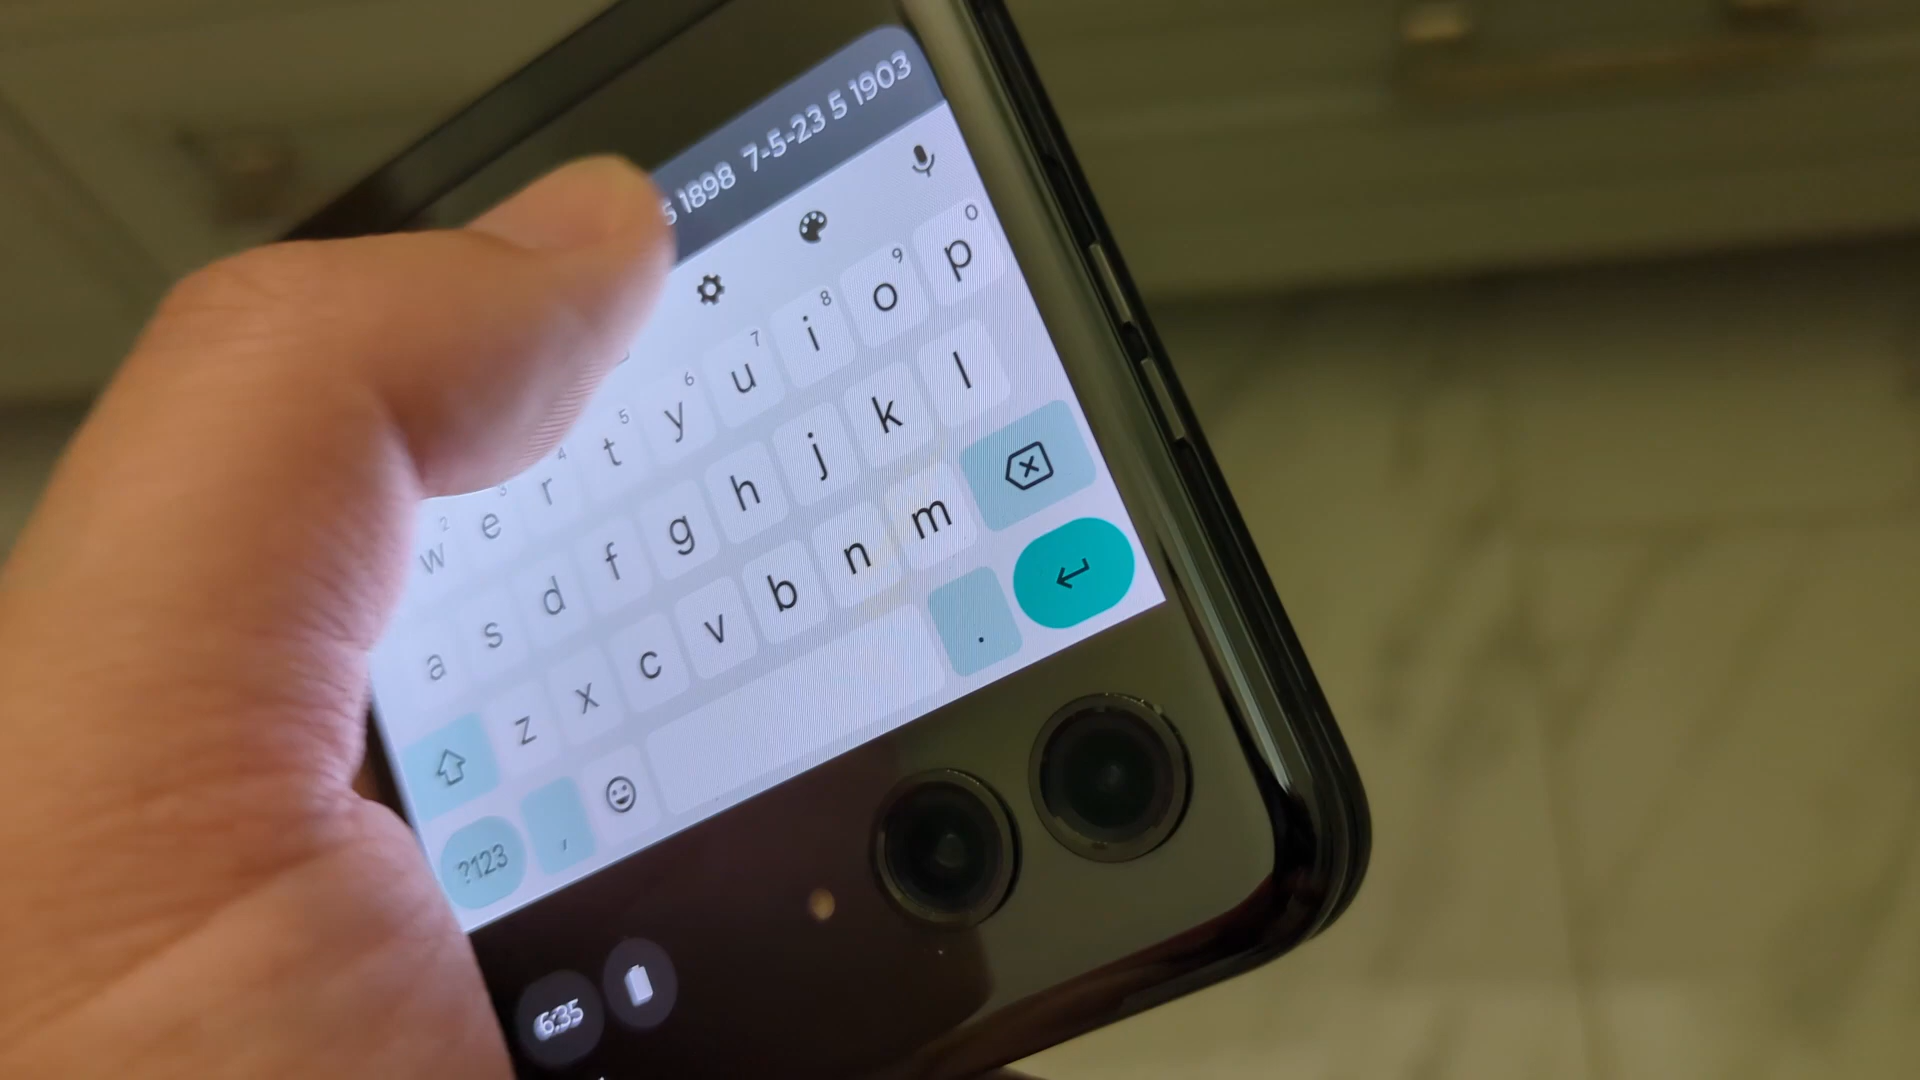 5 1898 7-5-23 5 1903
2 3 4 5 6 7 8 9 0
w e r t y u i o p
a s d f g h j k l
z x c v b n m
?123 , .
6:35